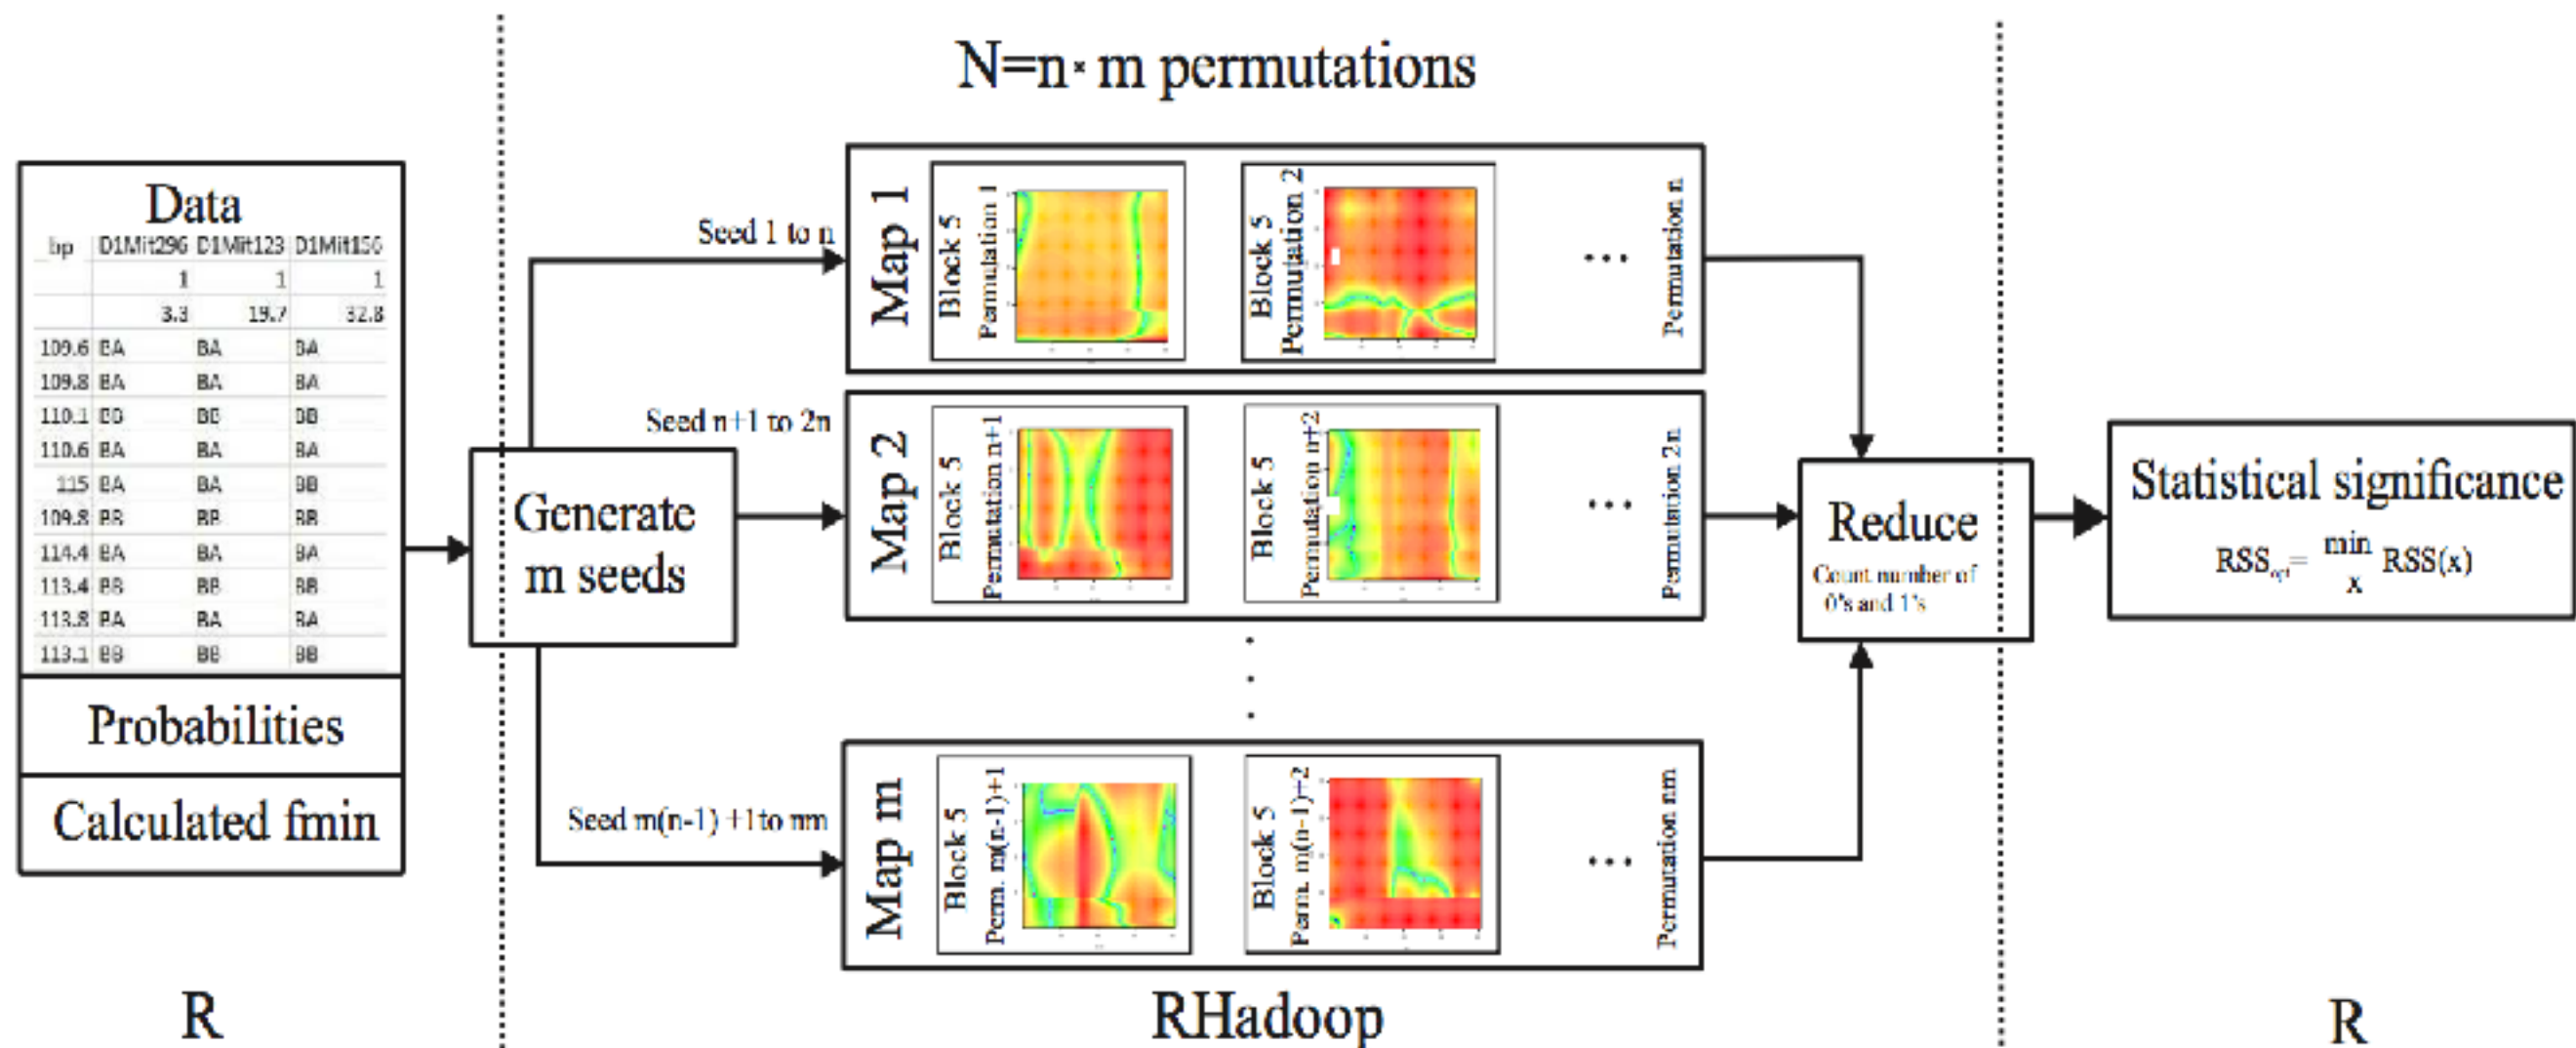 N=n·m permutations
Data
bp D1Mit296 D1Mit123 D1Mit156
1 1 1
3.3 19.7 32.8
109.6 BA BA BA
109.8 BA BA BA
110.1 BB BB BB
110.6 BA BA BA
115 BA BA BB
109.8 BB BB BB
114.4 BA BA BA
113.4 BB BB BB
113.8 BA BA BA
113.1 BB BB BB
Probabilities
Calculated fmin
R
Generate
m seeds
Seed 1 to n
Map 1
Block 5
Permutation 1
Block 5
Permutation 2
...
Permutation n
Seed n+1 to 2n
Map 2
Block 5
Permutation n+1
Block 5
Permutation n+2
...
Permutation 2n
Seed m(n-1) +1to nm
Map m
Block 5
Perm. m(n-1)+1
Block 5
Perm. m(n-1)+2
...
Permutation nm
RHadoop
Reduce
Count number of
0's and 1's
Statistical significance
RSSopt= min RSS(x)
x
R